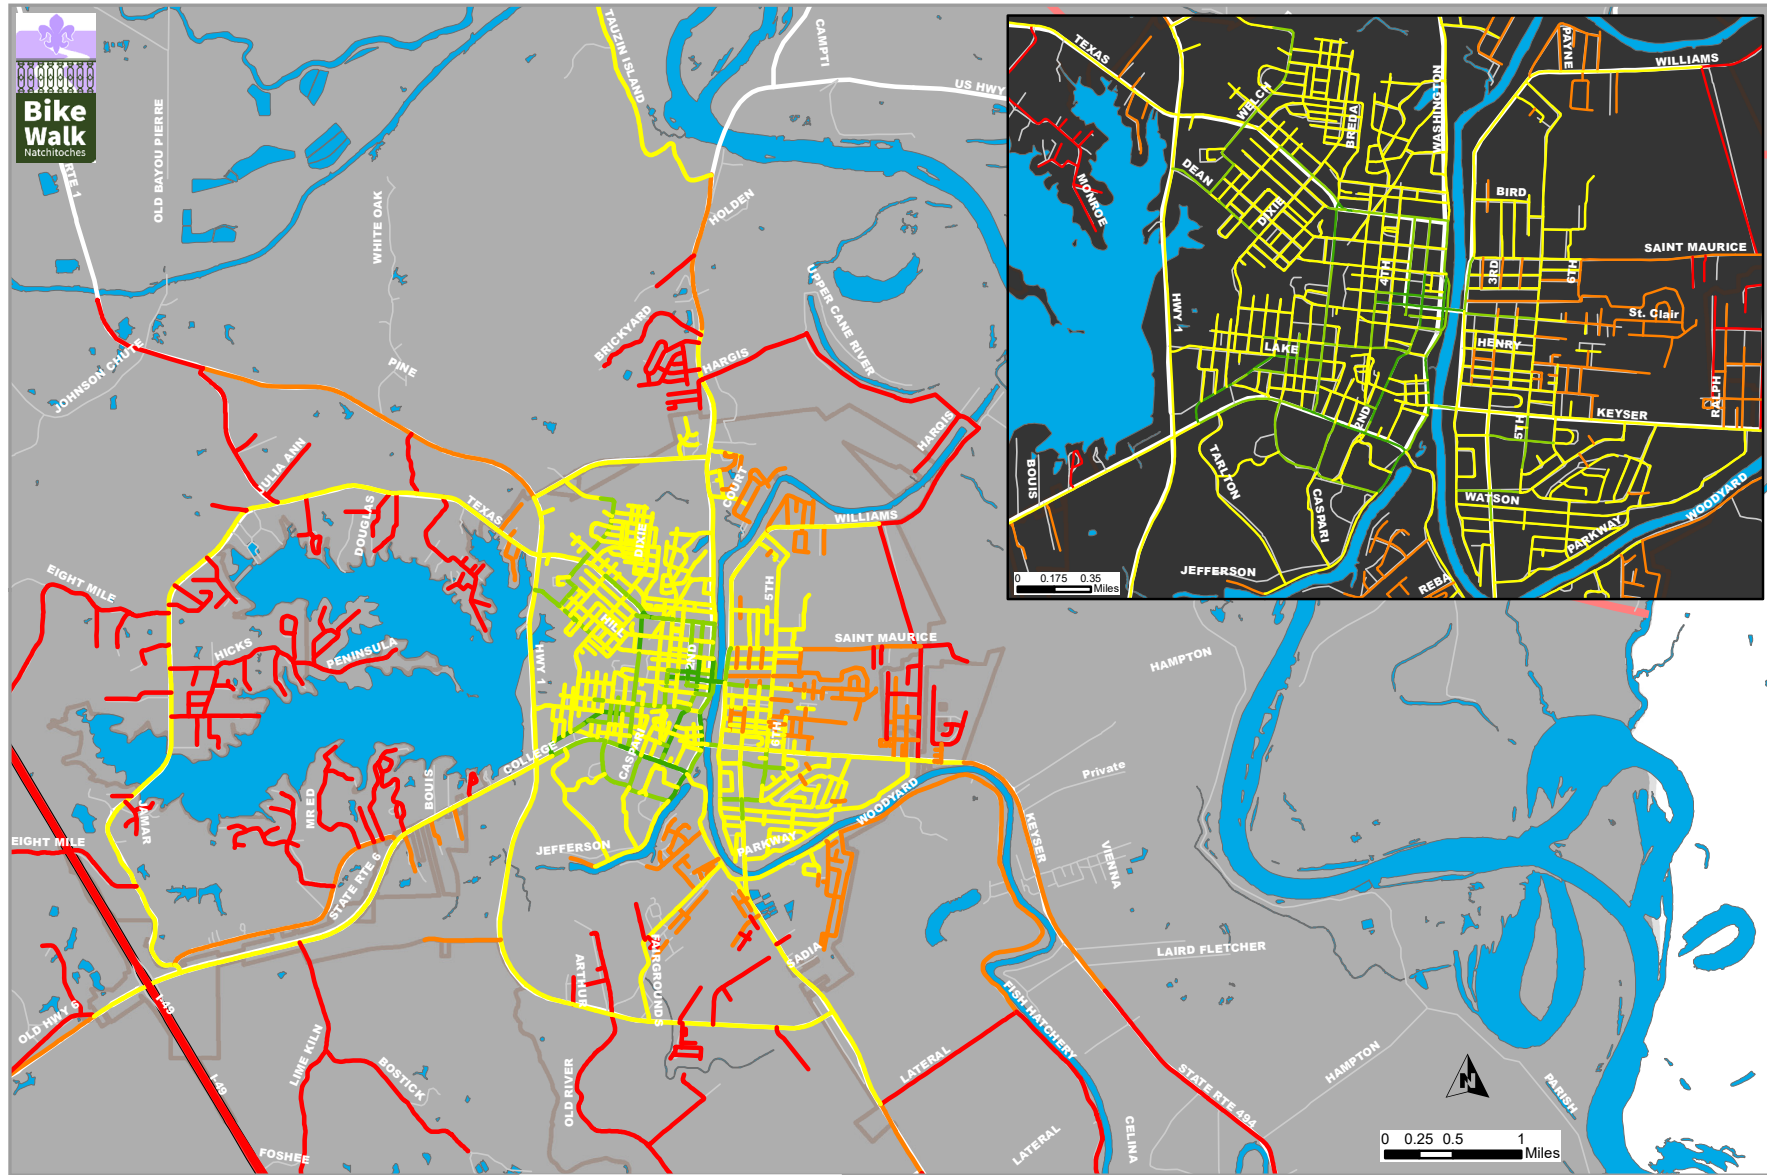 Bike
Walk
Natchitoches
RTE 1
OLD BAYOU PIERRE
WHITE OAK
TAUZIN ISLAND
CAMPTI
US HWY
HOLDEN
UPPER CANE RIVER
BRICKYARD
HARGIS
JOHNSON CHUTE
PINE
HARGIS
JULIA ANN
DOUGLAS
TEXAS
COURT
WILLIAMS
DIXIE
5TH
EIGHT MILE
HICKS
PENINSULA
HILL
HWY 1
2ND
SAINT MAURICE
6TH
COLLEGE
CASPARI
BOUIS
MR ED
JAMAR
EIGHT MILE
STATE RTE 6
JEFFERSON
PARKWAY
WOODYARD
Private
KEYSER
VIENNA
HAMPTON
LAIRD FLETCHER
SADIA
FAIRGROUNDS
ARTHUR
I-49
OLD HWY 6
LIME KILN
BOSTICK
I-49
FOSHEE
OLD RIVER
FISH HATCHERY
LATERAL
STATE RTE 494
HAMPTON
PARISH
LATERAL
CELINA
N
0 0.25 0.5 1
Miles
TEXAS
WELCH
BREDA
WASHINGTON
PAYNE
WILLIAMS
MONROE
DEAN
DIXIE
BIRD
SAINT MAURICE
4TH
3RD
6TH
HWY 1
St. Clair
LAKE
HENRY
RALPH
2ND
5TH
KEYSER
BOUIS
TARLTON
CASPARI
WATSON
WOODYARD
PARKWAY
JEFFERSON
REBA
0 0.175 0.35
Miles